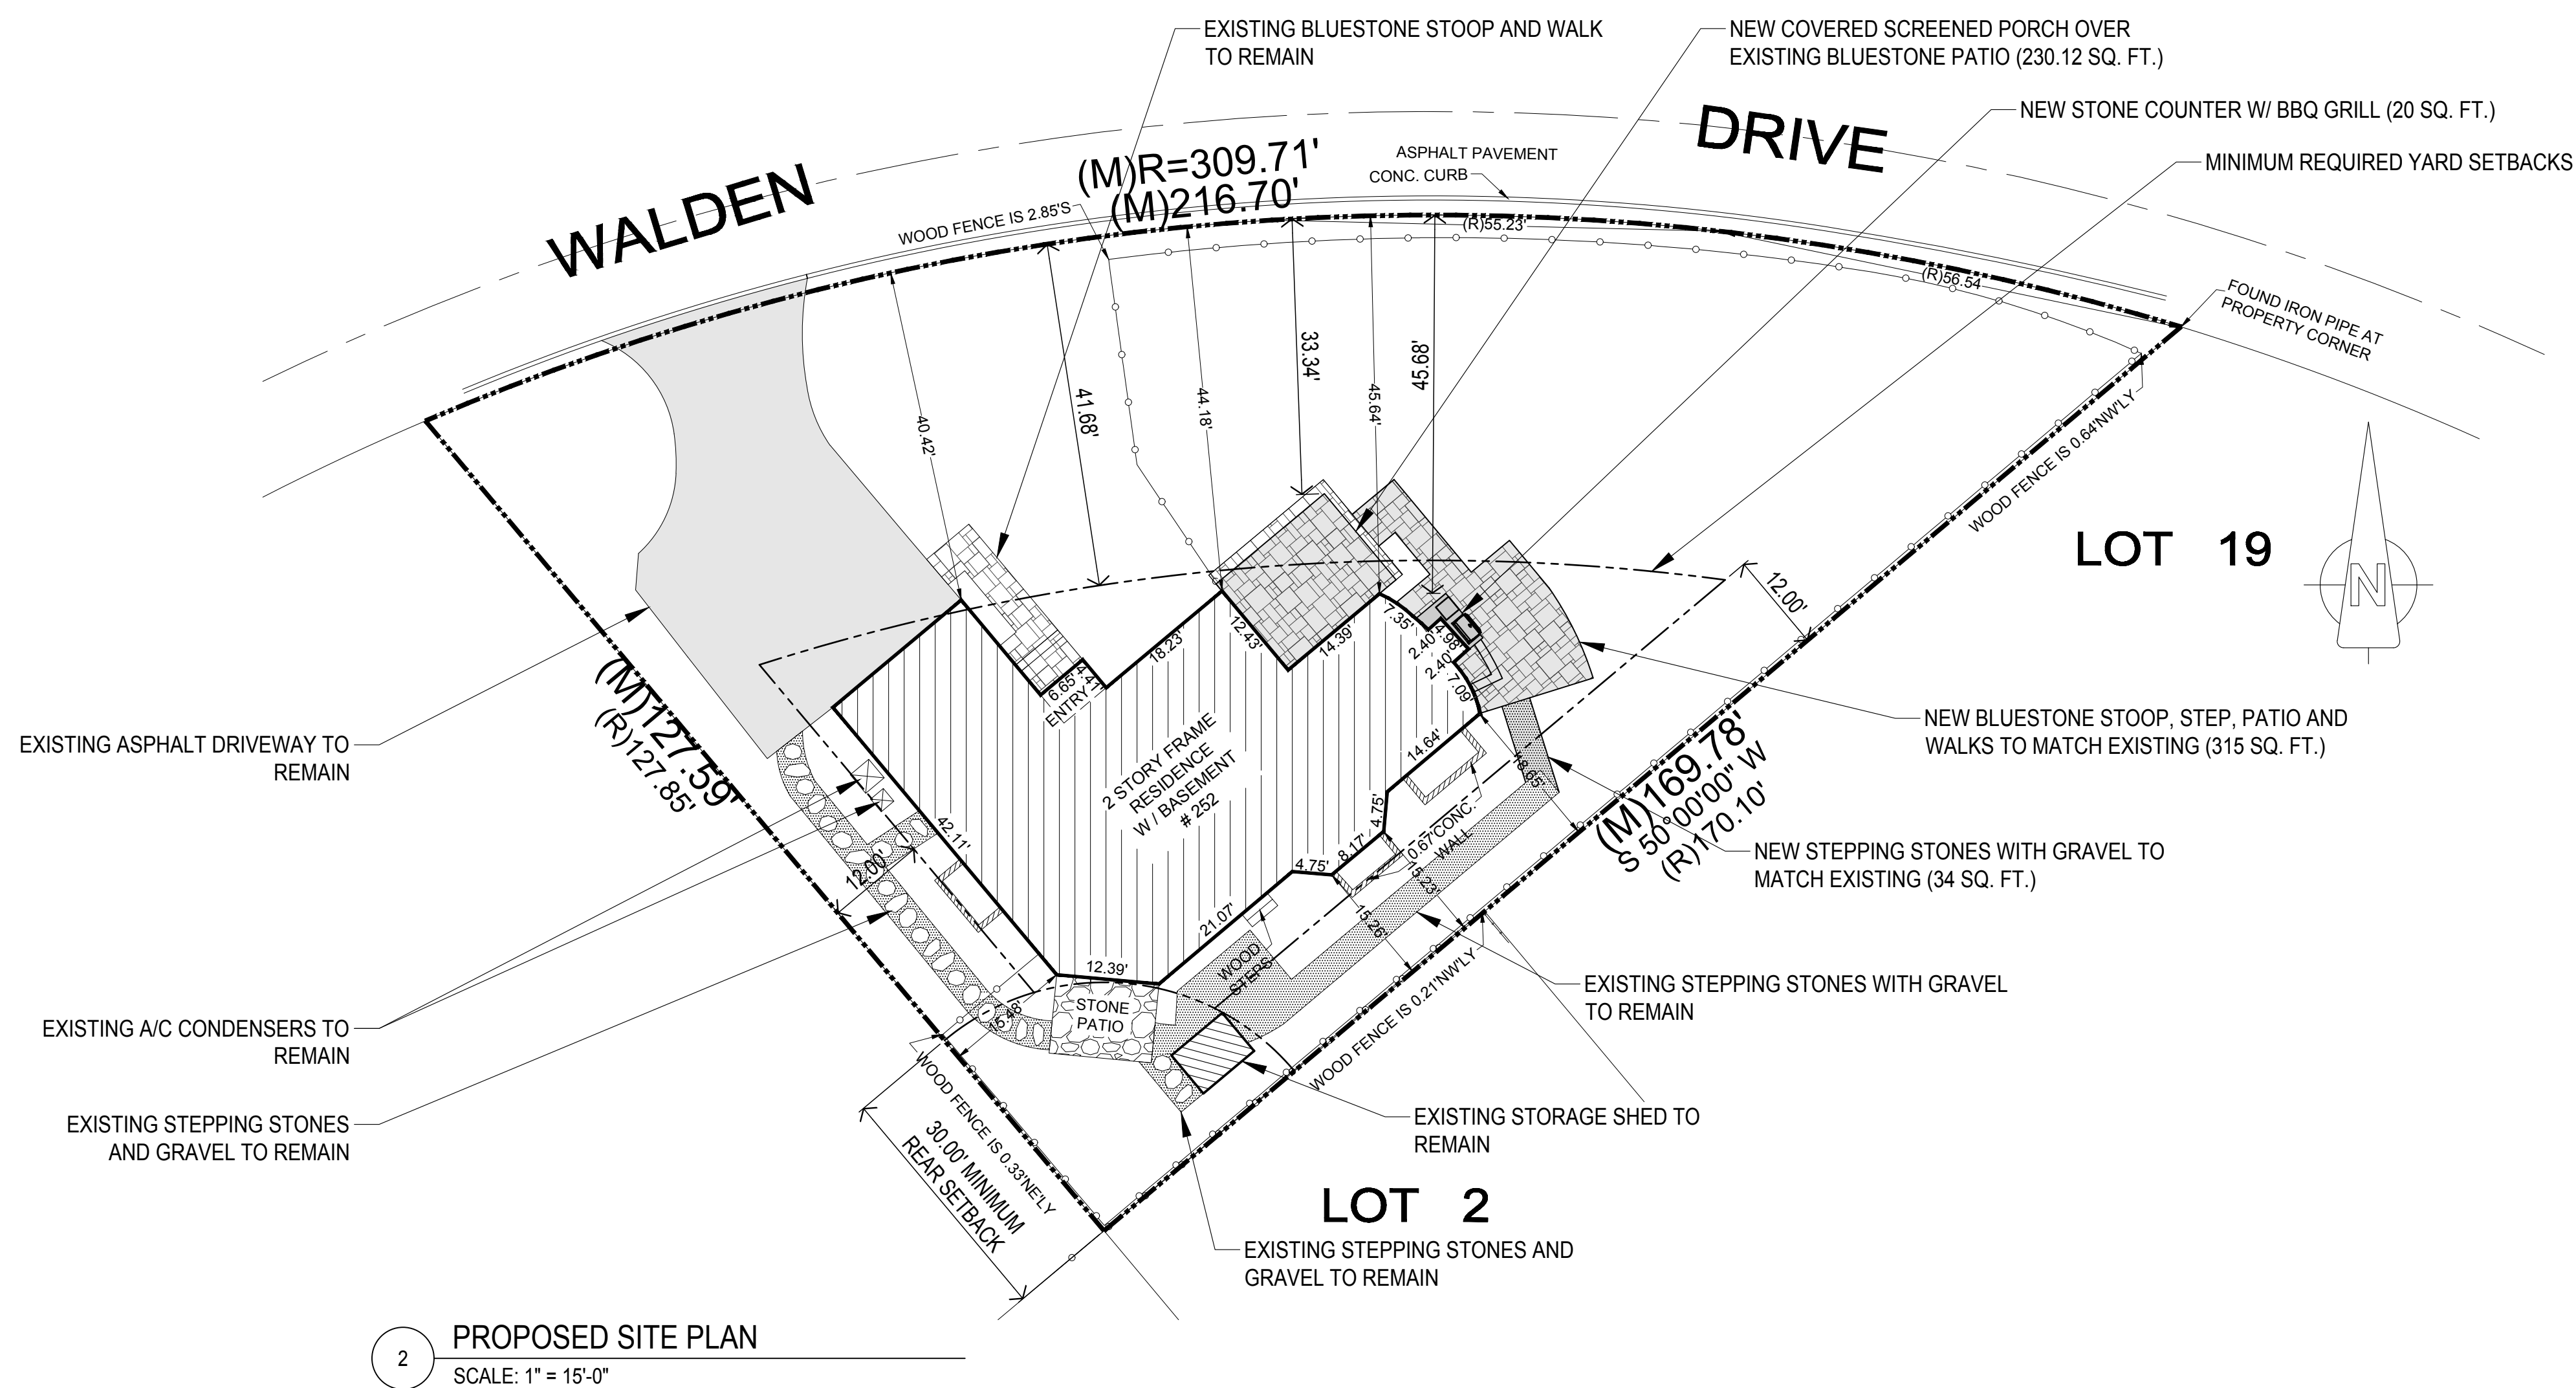 EXISTING BLUESTONE STOOP AND WALK
TO REMAIN
NEW COVERED SCREENED PORCH OVER
EXISTING BLUESTONE PATIO (230.12 SQ. FT.)
NEW STONE COUNTER W/ BBQ GRILL (20 SQ. FT.)
MINIMUM REQUIRED YARD SETBACKS
WALDEN
DRIVE
(M)R=309.71'
(M)216.70'
ASPHALT PAVEMENT
CONC. CURB
WOOD FENCE IS 2.85'S
(R)55.23'
(R)56.54
FOUND IRON PIPE AT
PROPERTY CORNER
40.42'
41.68'
44.18'
33.34'
45.64'
45.68'
WOOD FENCE IS 0.64'NW'LY
LOT 19
N
12.00'
7.35'
2.40'
4.98'
2.40'
7.09'
18.23'
12.43'
14.39'
6.65'
4.41'
ENTRY
2 STORY FRAME
RESIDENCE
W / BASEMENT
# 252
14.64'
18.65'
4.75'
8.17'
0.67'CONC.
WALL
4.75'
15.23'
15.26'
21.07'
42.11'
12.00'
12.39'
15.48'
WOOD
STEPS
STONE
PATIO
(M)127.59'
(R)127.85'
(M)169.78'
S 50°00'00" W
(R)170.10'
EXISTING ASPHALT DRIVEWAY TO
REMAIN
NEW BLUESTONE STOOP, STEP, PATIO AND
WALKS TO MATCH EXISTING (315 SQ. FT.)
NEW STEPPING STONES WITH GRAVEL TO
MATCH EXISTING (34 SQ. FT.)
EXISTING STEPPING STONES WITH GRAVEL
TO REMAIN
EXISTING A/C CONDENSERS TO
REMAIN
EXISTING STEPPING STONES
AND GRAVEL TO REMAIN
WOOD FENCE IS 0.21'NW'LY
WOOD FENCE IS 0.33'NE'LY
30.00' MINIMUM
REAR SETBACK
EXISTING STORAGE SHED TO
REMAIN
LOT 2
EXISTING STEPPING STONES AND
GRAVEL TO REMAIN
2
PROPOSED SITE PLAN
SCALE: 1" = 15'-0"